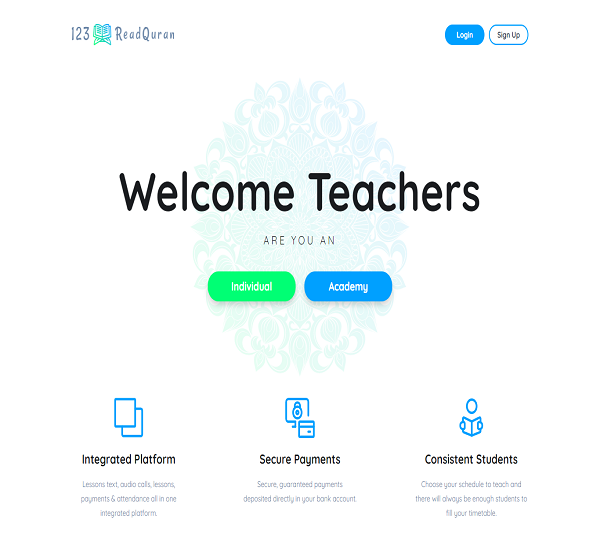 123 ReadQuran
Login
Sign Up
Welcome Teachers
ARE YOU AN
Individual
Academy
Integrated Platform
Lessons text, audio calls, lessons,
payments & attendance all in one
integrated platform.
Secure Payments
Secure, guaranteed payments
deposited directly in your bank account.
Consistent Students
Choose your schedule to teach and
there will always be enough students to
fill your timetable.